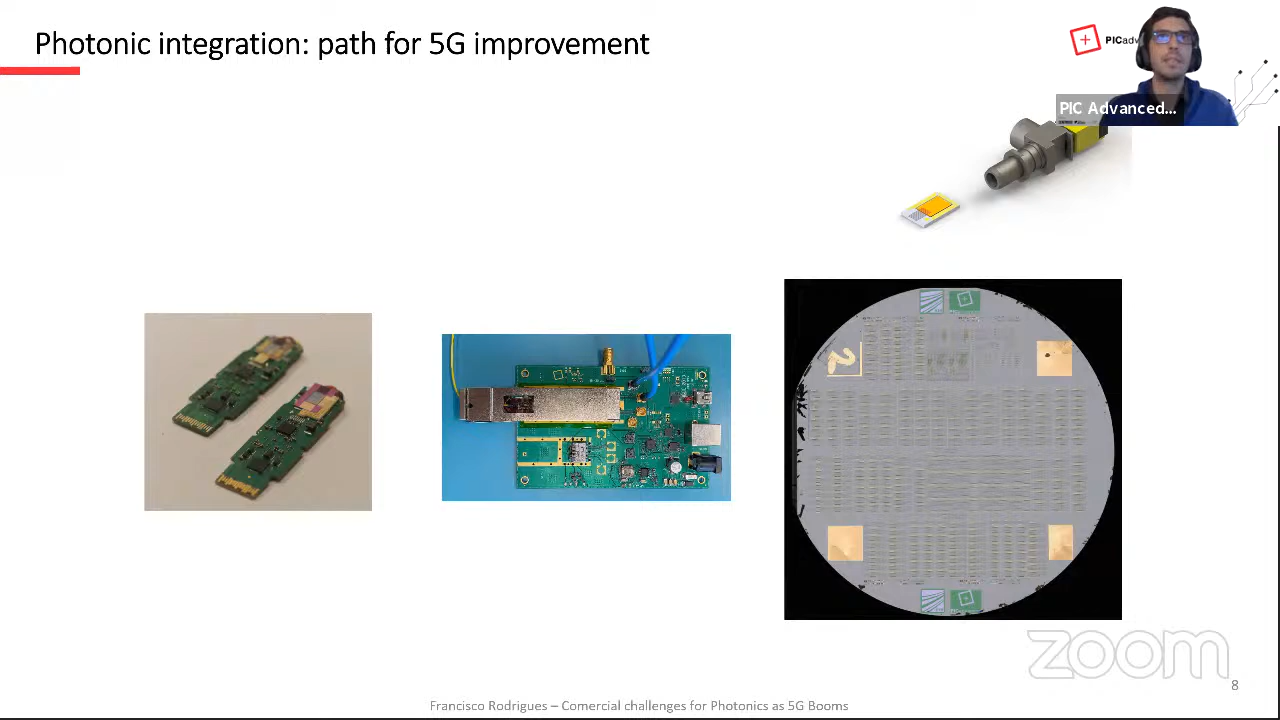 Photonic integration: path for 5G improvement
PICadv
PIC Advanced...
zoom
8
Francisco Rodrigues – Comercial challenges for Photonics as 5G Booms